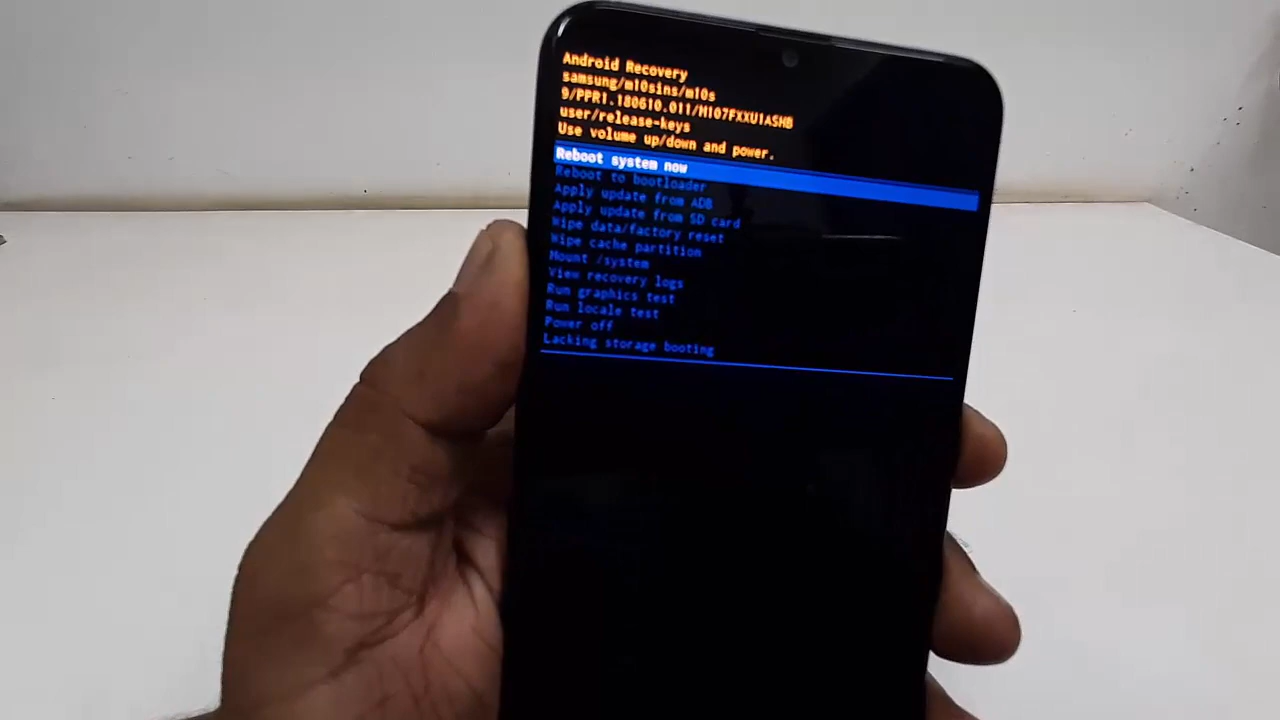 Android Recovery
samsung/m10sins/m10s
9/PPR1.180610.011/M107FXXU1ASHB
user/release-keys
Use volume up/down and power.
Reboot system now
Reboot to bootloader
Apply update from ADB
Apply update from SD card
Wipe data/factory reset
Wipe cache partition
Mount /system
View recovery logs
Run graphics test
Run locale test
Power off
Lacking storage booting